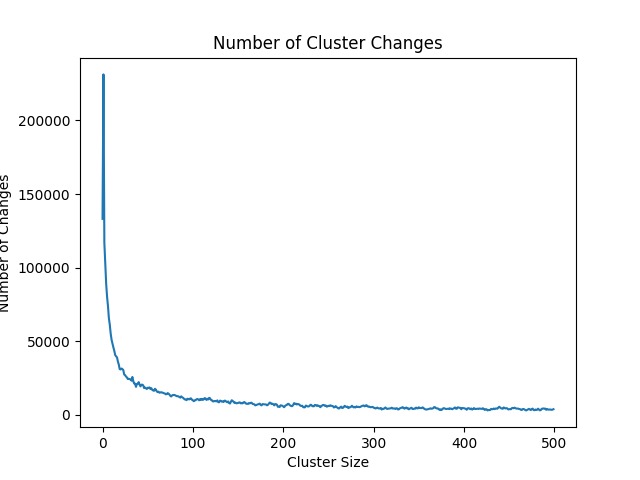 Number of Cluster Changes
Number of Changes
200000
150000
100000
50000
0
0 100 200 300 400 500
Cluster Size